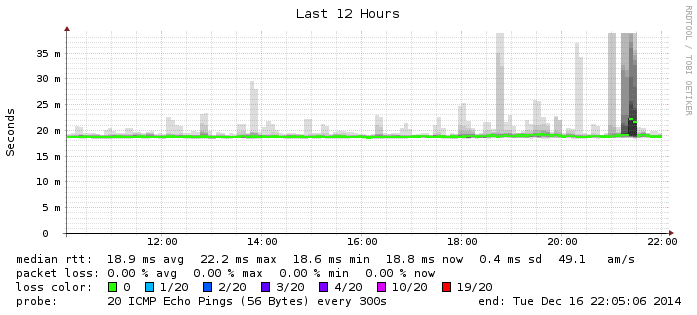 Last 12 Hours
RRDTOOL / TOBI OETIKER
Seconds
35 m
30 m
25 m
20 m
15 m
10 m
5 m
0
12:00 14:00 16:00 18:00 20:00 22:00
median rtt: 18.9 ms avg 22.2 ms max 18.6 ms min 18.8 ms now 0.4 ms sd 49.1 am/s
packet loss: 0.00 % avg 0.00 % max 0.00 % min 0.00 % now
loss color: 0 1/20 2/20 3/20 4/20 10/20 19/20
probe: 20 ICMP Echo Pings (56 Bytes) every 300s end: Tue Dec 16 22:05:06 2014